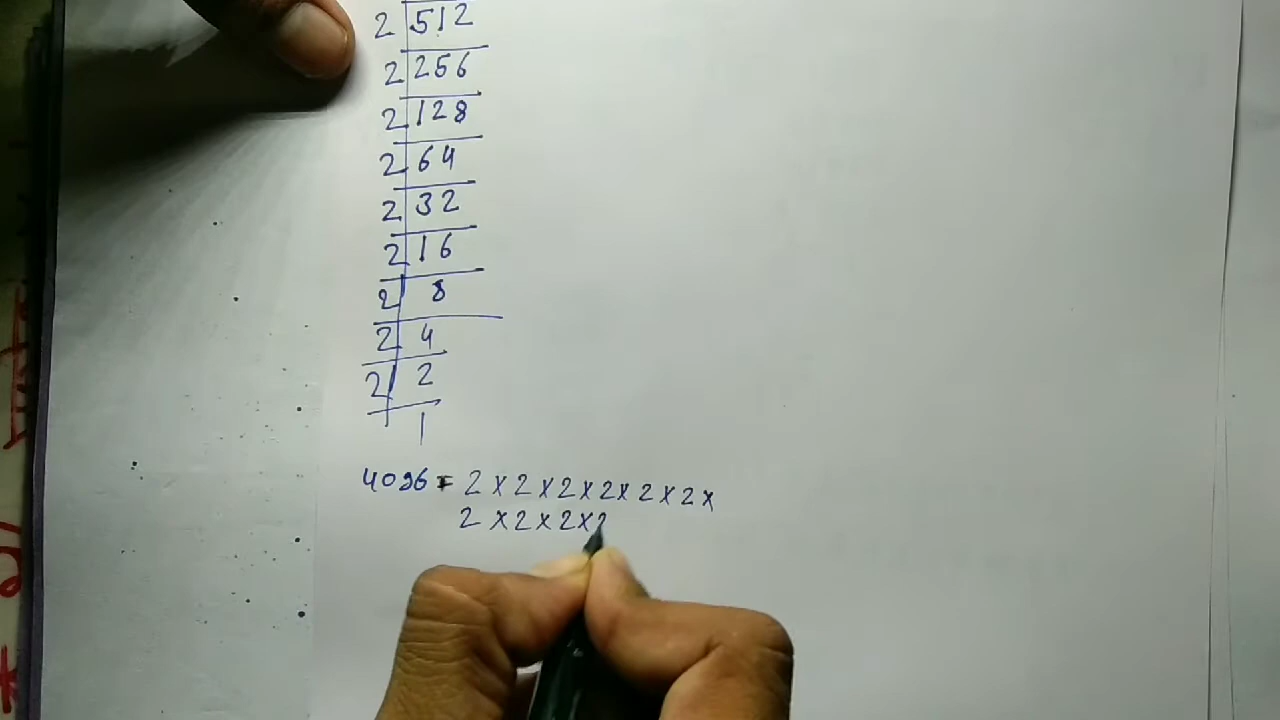 2 | 512
2 | 256
2 | 128
2 | 64
2 | 32
2 | 16
2 | 8
2 | 4
2 | 2
1
4096 = 2 x 2 x 2 x 2 x 2 x 2 x
2 x 2 x 2 x 2